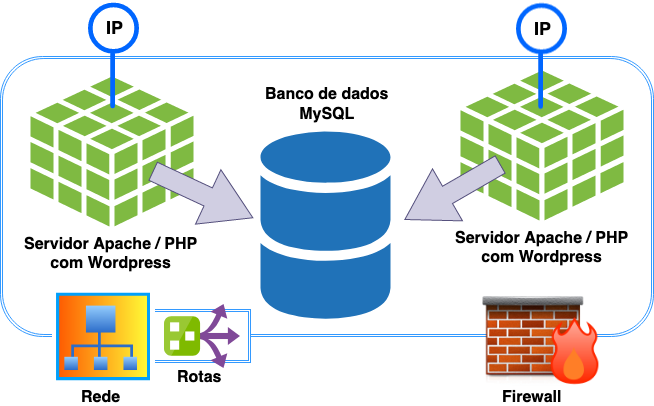 IP
IP
Banco de dados
MySQL
Servidor Apache / PHP
com Wordpress
Servidor Apache / PHP
com Wordpress
Rotas
Rede
Firewall